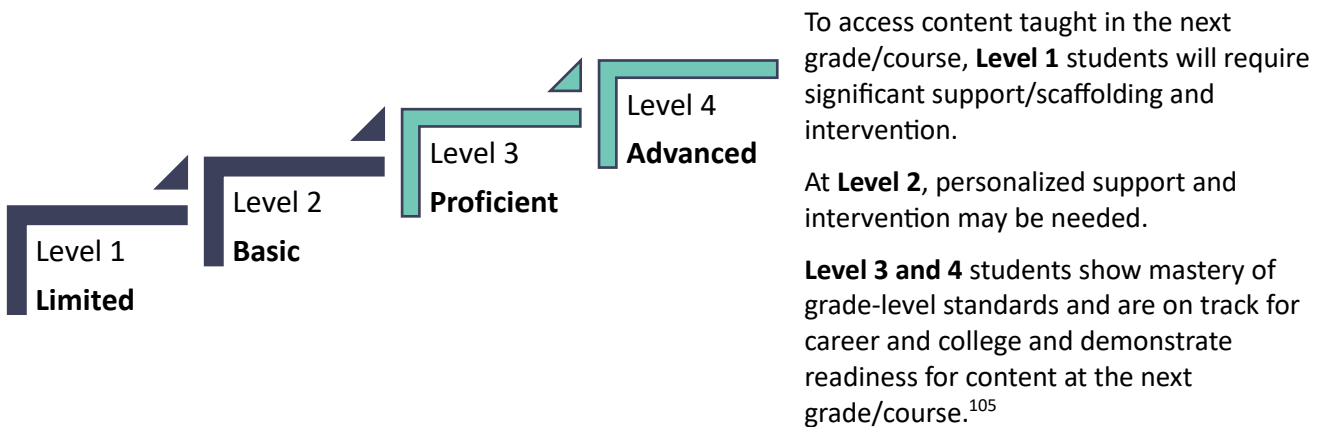 Level 1
Limited
Level 2
Basic
Level 3
Proficient
Level 4
Advanced
To access content taught in the next
grade/course, Level 1 students will require
significant support/scaffolding and
intervention.
At Level 2, personalized support and
intervention may be needed.
Level 3 and 4 students show mastery of
grade-level standards and are on track for
career and college and demonstrate
readiness for content at the next
grade/course.105